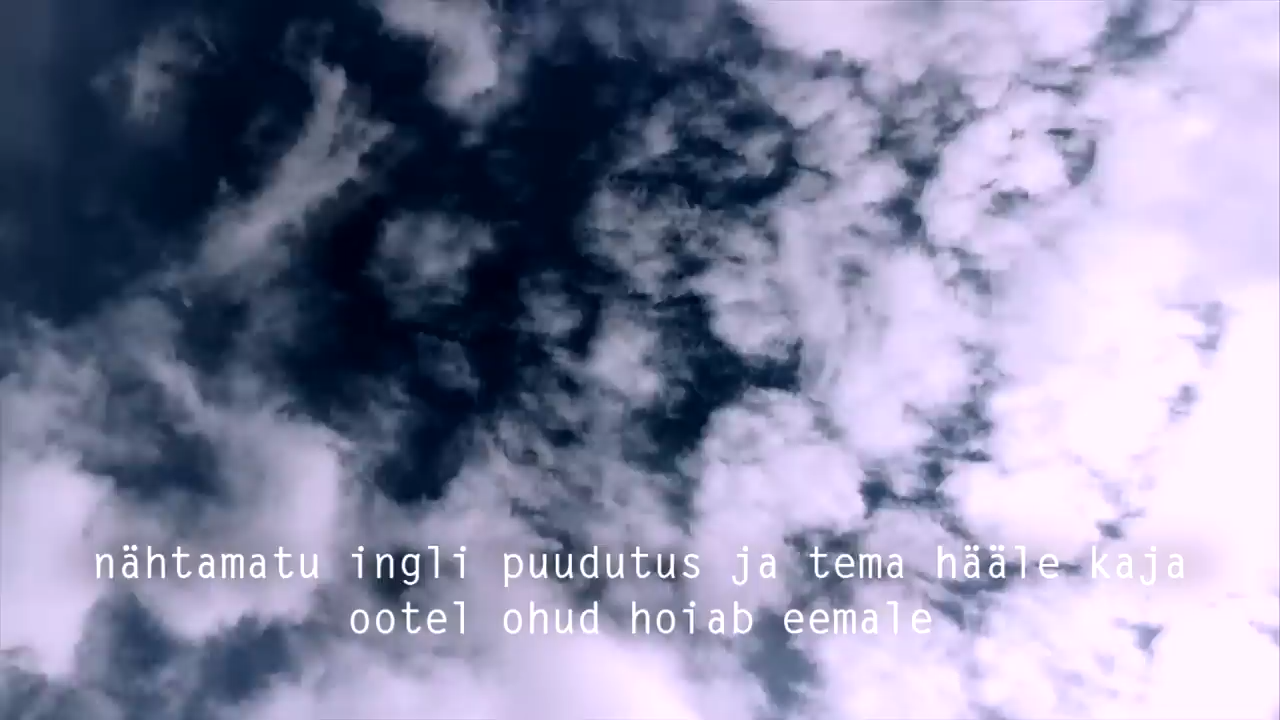 nähtamatu ingli puudutus ja tema hääle kaja
ootel ohud hoiab eemale